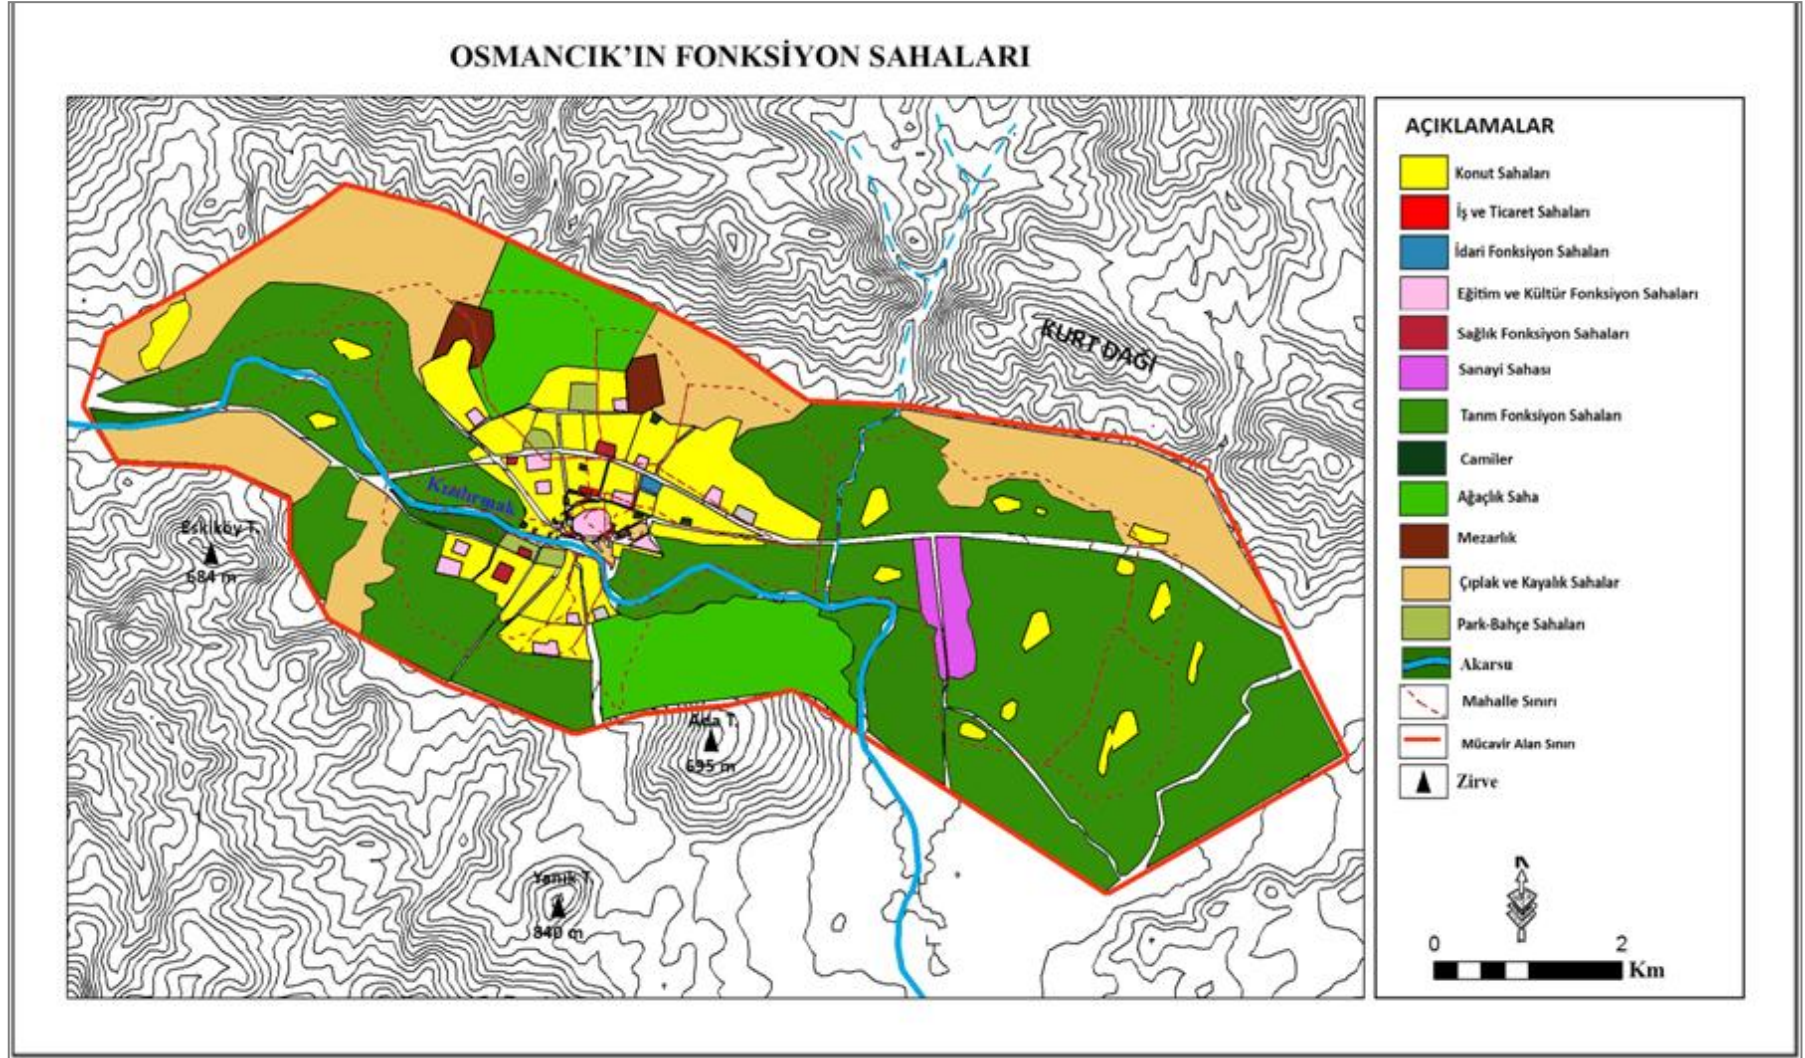 OSMANCIK’IN FONKSİYON SAHALARI
KURT DAĞI
Kızılırmak
Eskiköy T.
684 m
Ada T.
695 m
Yanık T.
840 m
AÇIKLAMALAR
Konut Sahaları
İş ve Ticaret Sahaları
İdari Fonksiyon Sahaları
Eğitim ve Kültür Fonksiyon Sahaları
Sağlık Fonksiyon Sahaları
Sanayi Sahası
Tarım Fonksiyon Sahaları
Camiler
Ağaçlık Saha
Mezarlık
Çıplak ve Kayalık Sahalar
Park-Bahçe Sahaları
Akarsu
Mahalle Sınırı
Mücavir Alan Sınırı
Zirve
N
0 2
Km